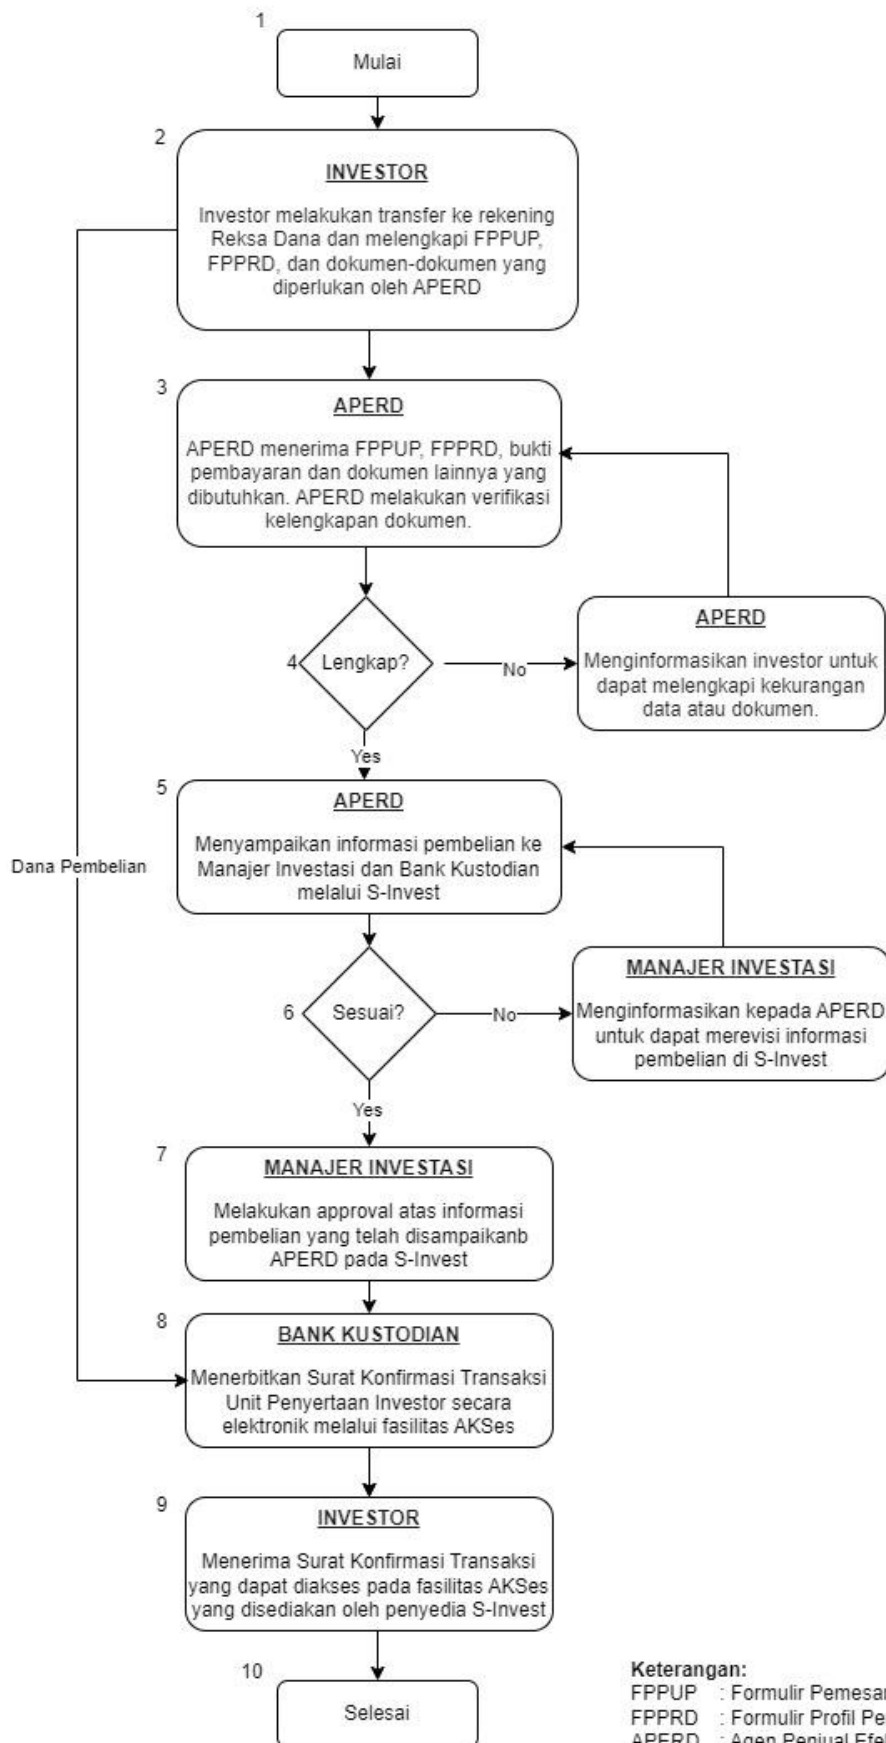 1
Mulai
2
INVESTOR
Investor melakukan transfer ke rekening
Reksa Dana dan melengkapi FPPUP,
FPPRD, dan dokumen-dokumen yang
diperlukan oleh APERD
3
APERD
APERD menerima FPPUP, FPPRD, bukti
pembayaran dan dokumen lainnya yang
dibutuhkan. APERD melakukan verifikasi
kelengkapan dokumen.
4
Lengkap?
No
APERD
Menginformasikan investor untuk
dapat melengkapi kekurangan
data atau dokumen.
Yes
5
APERD
Menyampaikan informasi pembelian ke
Manajer Investasi dan Bank Kustodian
melalui S-Invest
Dana Pembelian
6
Sesuai?
No
MANAJER INVESTASI
Menginformasikan kepada APERD
untuk dapat merevisi informasi
pembelian di S-Invest
Yes
7
MANAJER INVESTASI
Melakukan approval atas informasi
pembelian yang telah disampaikanb
APERD pada S-Invest
8
BANK KUSTODIAN
Menerbitkan Surat Konfirmasi Transaksi
Unit Penyertaan Investor secara
elektronik melalui fasilitas AKSes
9
INVESTOR
Menerima Surat Konfirmasi Transaksi
yang dapat diakses pada fasilitas AKSes
yang disediakan oleh penyedia S-Invest
10
Selesai
Keterangan:
FPPUP : Formulir
FPPRD : Formulir Profil
APERD : Agen Penjual